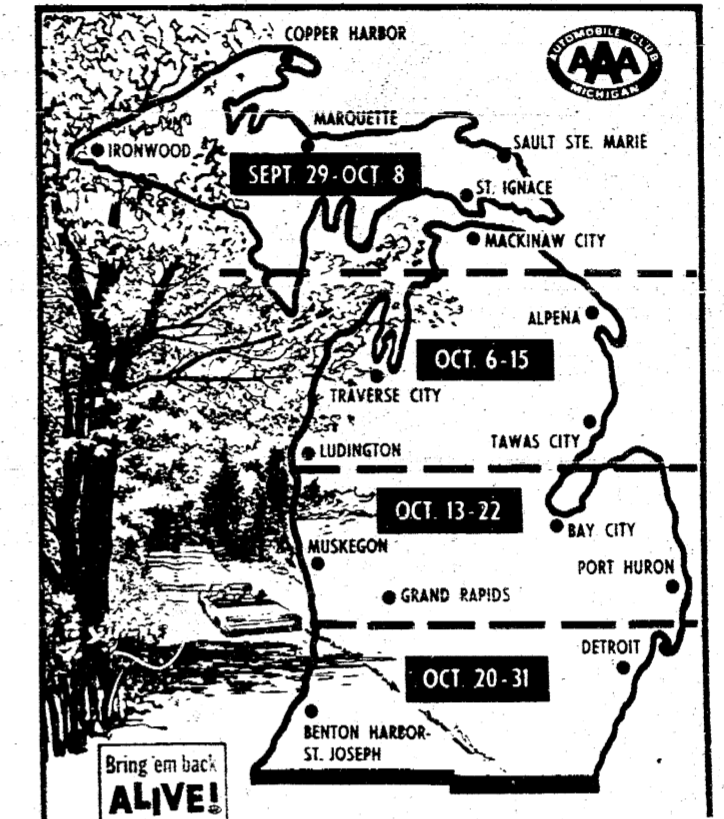 COPPER HARBOR
AUTOMOBILE CLUB
AAA
MICHIGAN
MARQUETTE
SAULT STE. MARIE
IRONWOOD
SEPT. 29-OCT. 8
ST. IGNACE
MACKINAW CITY
ALPENA
OCT. 6-15
TRAVERSE CITY
TAWAS CITY
LUDINGTON
OCT. 13-22
BAY CITY
MUSKEGON
PORT HURON
GRAND RAPIDS
DETROIT
OCT. 20-31
BENTON HARBOR-
ST. JOSEPH
Bring 'em back
ALIVE!